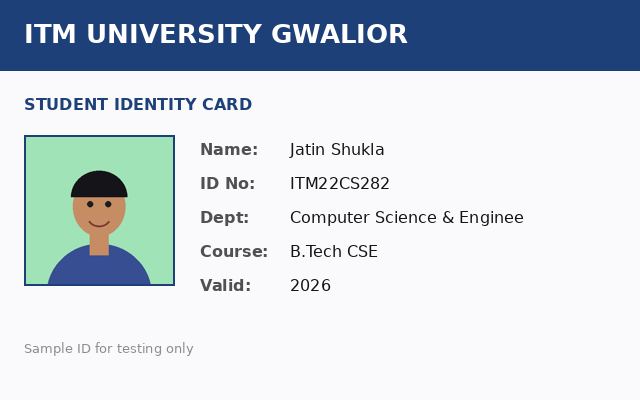 ITM UNIVERSITY GWALIOR
STUDENT IDENTITY CARD
Name: Jatin Shukla
ID No: ITM22CS282
Dept: Computer Science & Enginee
Course: B.Tech CSE
Valid: 2026
Sample ID for testing only